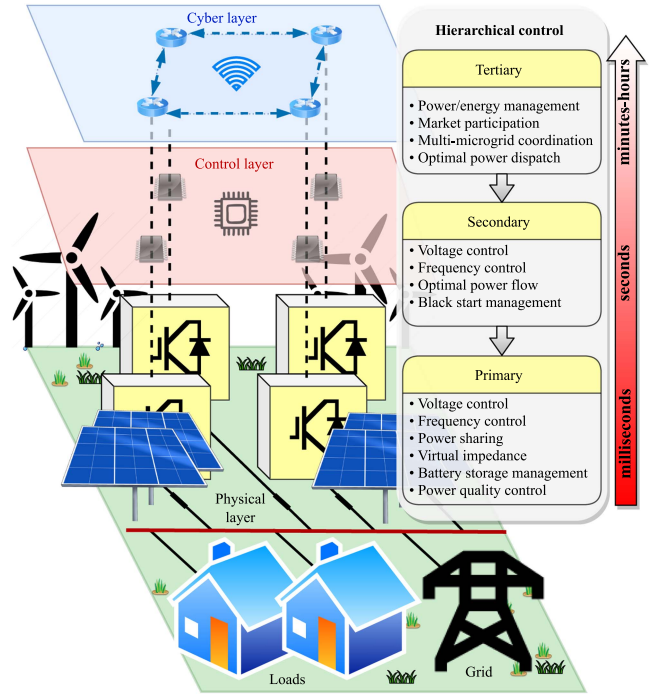 Cyber layer
Control layer
Physical
layer
Loads
Grid
Hierarchical control
Tertiary
• Power/energy management
• Market participation
• Multi-microgrid coordination
• Optimal power dispatch
Secondary
• Voltage control
• Frequency control
• Optimal power flow
• Black start management
Primary
• Voltage control
• Frequency control
• Power sharing
• Virtual impedance
• Battery storage management
• Power quality control
minutes-hours
seconds
milliseconds